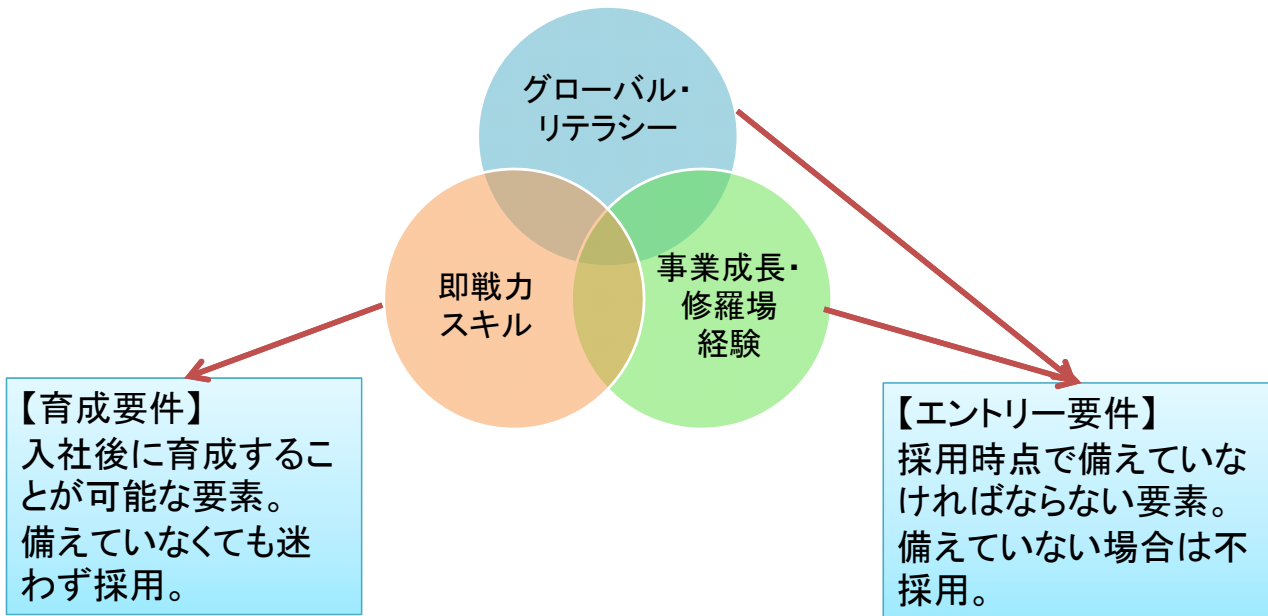 グローバル・
リテラシー
即戦力
スキル
事業成長・
修羅場
経験
【育成要件】
入社後に育成するこ
とが可能な要素。
備えていなくても迷
わず採用。
【エントリー要件】
採用時点で備えていな
ければならない要素。
備えていない場合は不
採用。